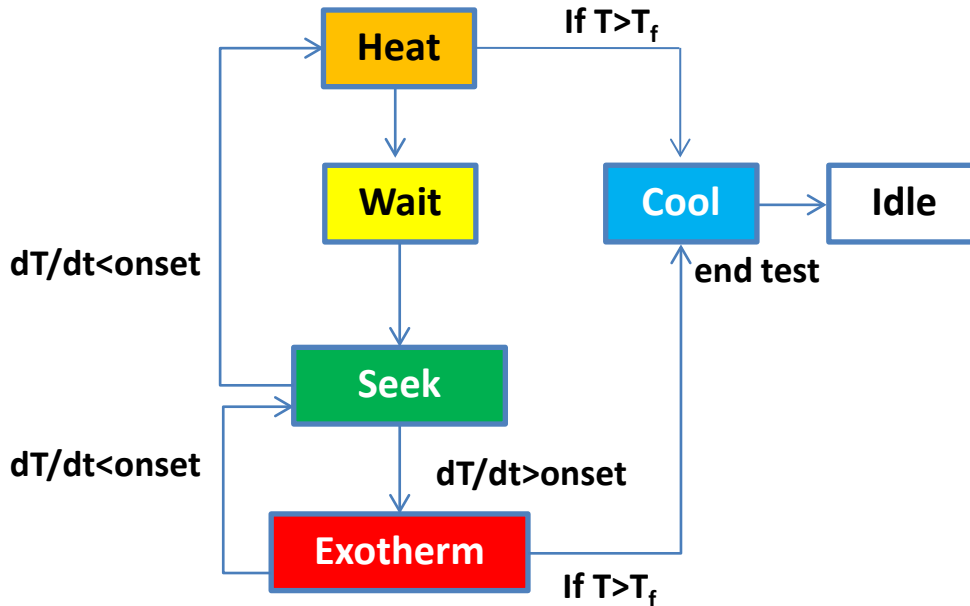 If T>Tf
Heat
Wait
Cool
Idle
dT/dt<onset
end test
Seek
dT/dt<onset
dT/dt>onset
Exotherm
If T>Tf